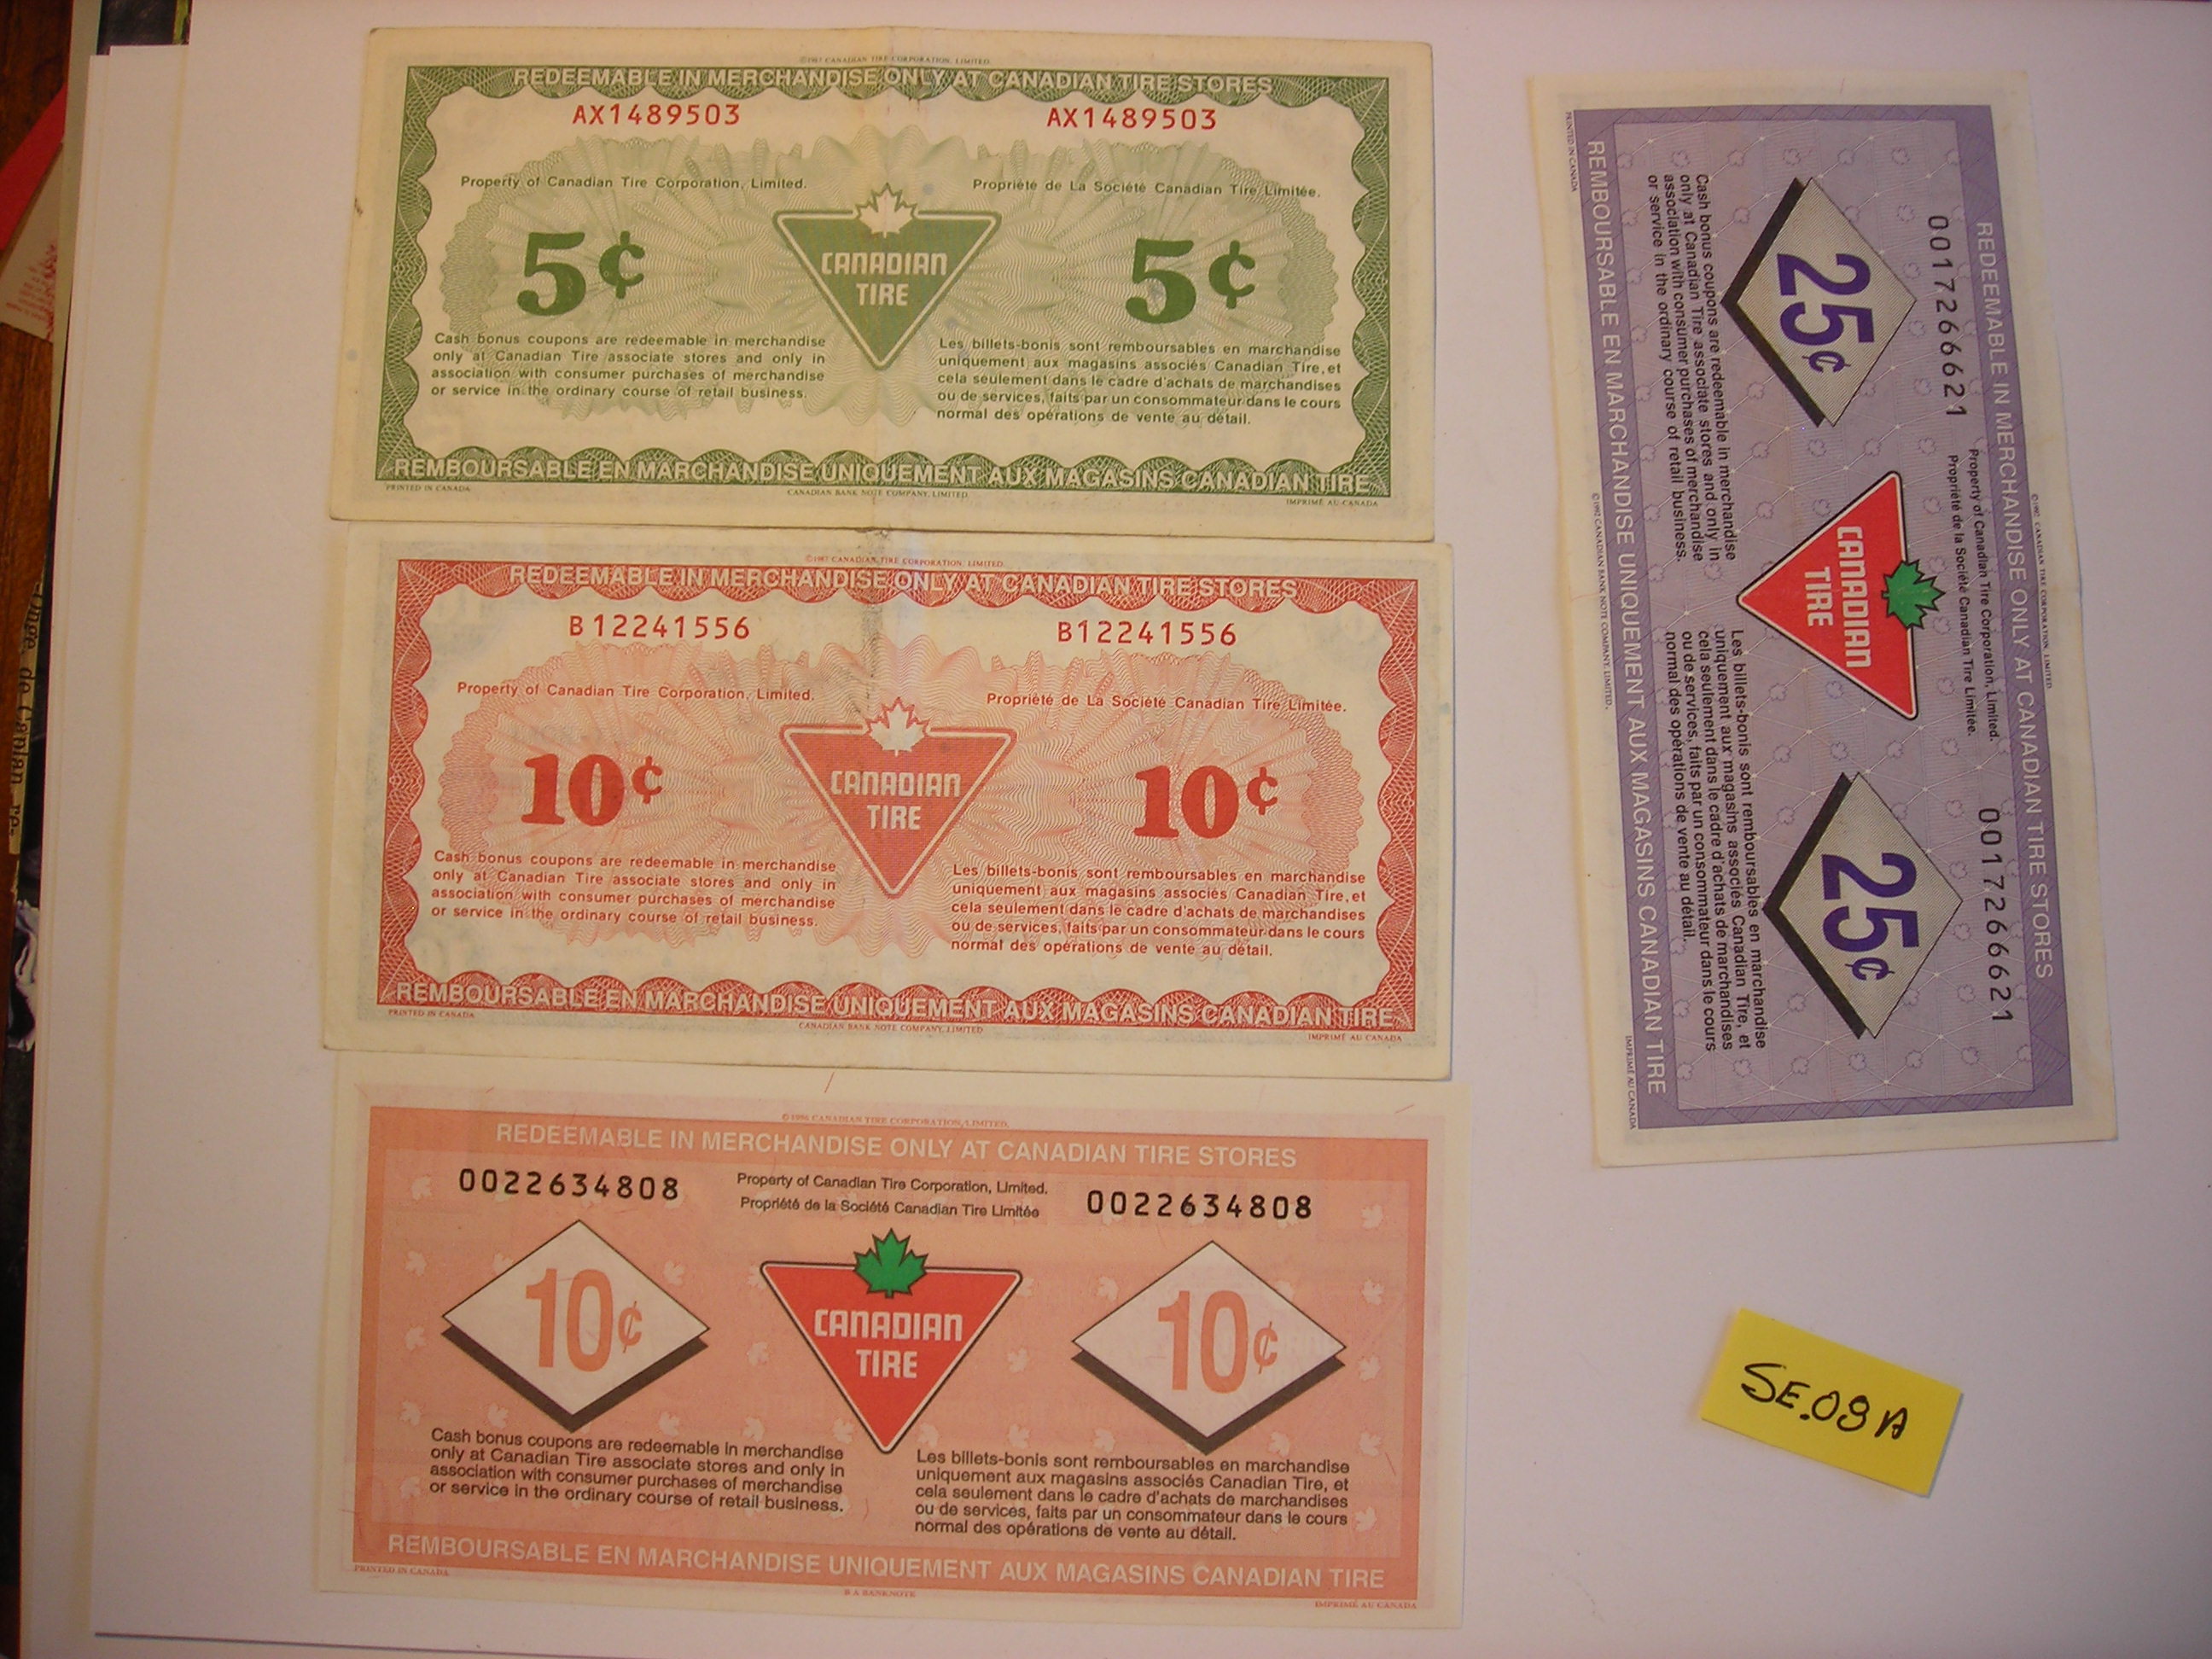 ©1987 CANADIAN TIRE CORPORATION, LIMITED
REDEEMABLE IN MERCHANDISE ONLY AT CANADIAN TIRE STORES
AX1489503 AX1489503
Property of Canadian Tire Corporation, Limited. Propriété de La Société Canadian Tire Limitée.
5¢ CANADIAN TIRE 5¢
Cash bonus coupons are redeemable in merchandise
only at Canadian Tire associate stores and only in
association with consumer purchases of merchandise
or service in the ordinary course of retail business.
Les billets-bonis sont remboursables en marchandise
uniquement aux magasins associés Canadian Tire, et
cela seulement dans le cadre d'achats de marchandises
ou de services, faits par un consommateur dans le cours
normal des opérations de vente au détail.
REMBOURSABLE EN MARCHANDISE UNIQUEMENT AUX MAGASINS CANADIAN TIRE
PRINTED IN CANADA CANADIAN BANK NOTE COMPANY, LIMITED IMPRIMÉ AU CANADA
©1987 CANADIAN TIRE CORPORATION, LIMITED
REDEEMABLE IN MERCHANDISE ONLY AT CANADIAN TIRE STORES
B12241556 B12241556
Property of Canadian Tire Corporation, Limited. Propriété de La Société Canadian Tire Limitée.
10¢ CANADIAN TIRE 10¢
Cash bonus coupons are redeemable in merchandise
only at Canadian Tire associate stores and only in
association with consumer purchases of merchandise
or service in the ordinary course of retail business.
Les billets-bonis sont remboursables en marchandise
uniquement aux magasins associés Canadian Tire, et
cela seulement dans le cadre d'achats de marchandises
ou de services, faits par un consommateur dans le cours
normal des opérations de vente au détail.
REMBOURSABLE EN MARCHANDISE UNIQUEMENT AUX MAGASINS CANADIAN TIRE
PRINTED IN CANADA CANADIAN BANK NOTE COMPANY, LIMITED IMPRIMÉ AU CANADA
©1996 CANADIAN TIRE CORPORATION, LIMITED.
REDEEMABLE IN MERCHANDISE ONLY AT CANADIAN TIRE STORES
0022634808 0022634808
Property of Canadian Tire Corporation, Limited.
Propriété de la Société Canadian Tire Limitée
10¢ CANADIAN TIRE 10¢
Cash bonus coupons are redeemable in merchandise
only at Canadian Tire associate stores and only in
association with consumer purchases of merchandise
or service in the ordinary course of retail business.
Les billets-bonis sont remboursables en marchandise
uniquement aux magasins associés Canadian Tire, et
cela seulement dans le cadre d'achats de marchandises
ou de services, faits par un consommateur dans le cours
normal des opérations de vente au détail.
REMBOURSABLE EN MARCHANDISE UNIQUEMENT AUX MAGASINS CANADIAN TIRE
PRINTED IN CANADA B A BANKNOTE IMPRIMÉ AU CANADA
©1992 CANADIAN TIRE CORPORATION, LIMITED
REDEEMABLE IN MERCHANDISE ONLY AT CANADIAN TIRE STORES
0017266621 0017266621
Property of Canadian Tire Corporation, Limited.
Propriété de la Société Canadian Tire Limitée.
25¢ CANADIAN TIRE 25¢
Cash bonus coupons are redeemable in merchandise
only at Canadian Tire associate stores and only in
association with consumer purchases of merchandise
or service in the ordinary course of retail business.
Les billets-bonis sont remboursables en marchandise
uniquement aux magasins associés Canadian Tire, et
cela seulement dans le cadre d'achats de marchandises
ou de services, faits par un consommateur dans le cours
normal des opérations de vente au détail.
REMBOURSABLE EN MARCHANDISE UNIQUEMENT AUX MAGASINS CANADIAN TIRE
PRINTED IN CANADA ©1992 CANADIAN BANK NOTE COMPANY, LIMITED. IMPRIMÉ AU CANADA
SE.09A